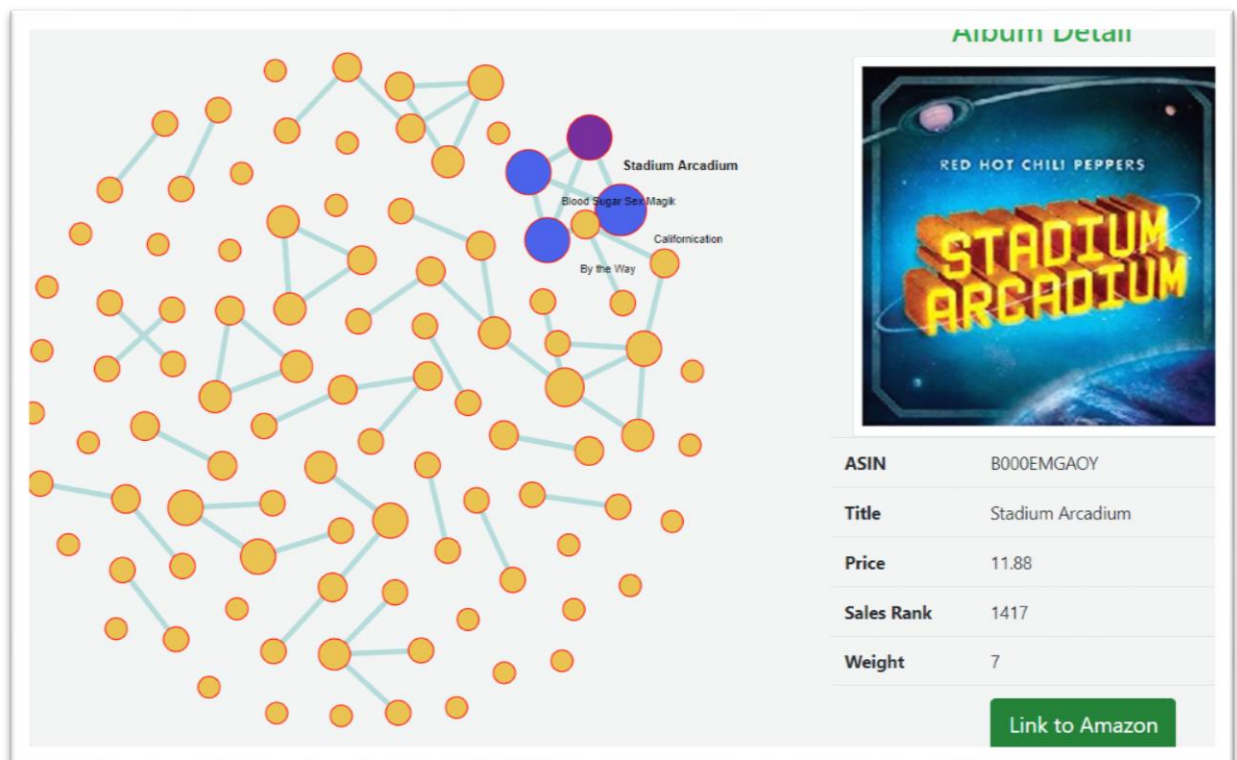 Album Detail
RED HOT CHILI PEPPERS
STADIUM
ARCADIUM
Stadium Arcadium
Blood Sugar Sex Magik
Californication
By the Way
ASIN B000EMGAOY
Title Stadium Arcadium
Price 11.88
Sales Rank 1417
Weight 7
Link to Amazon